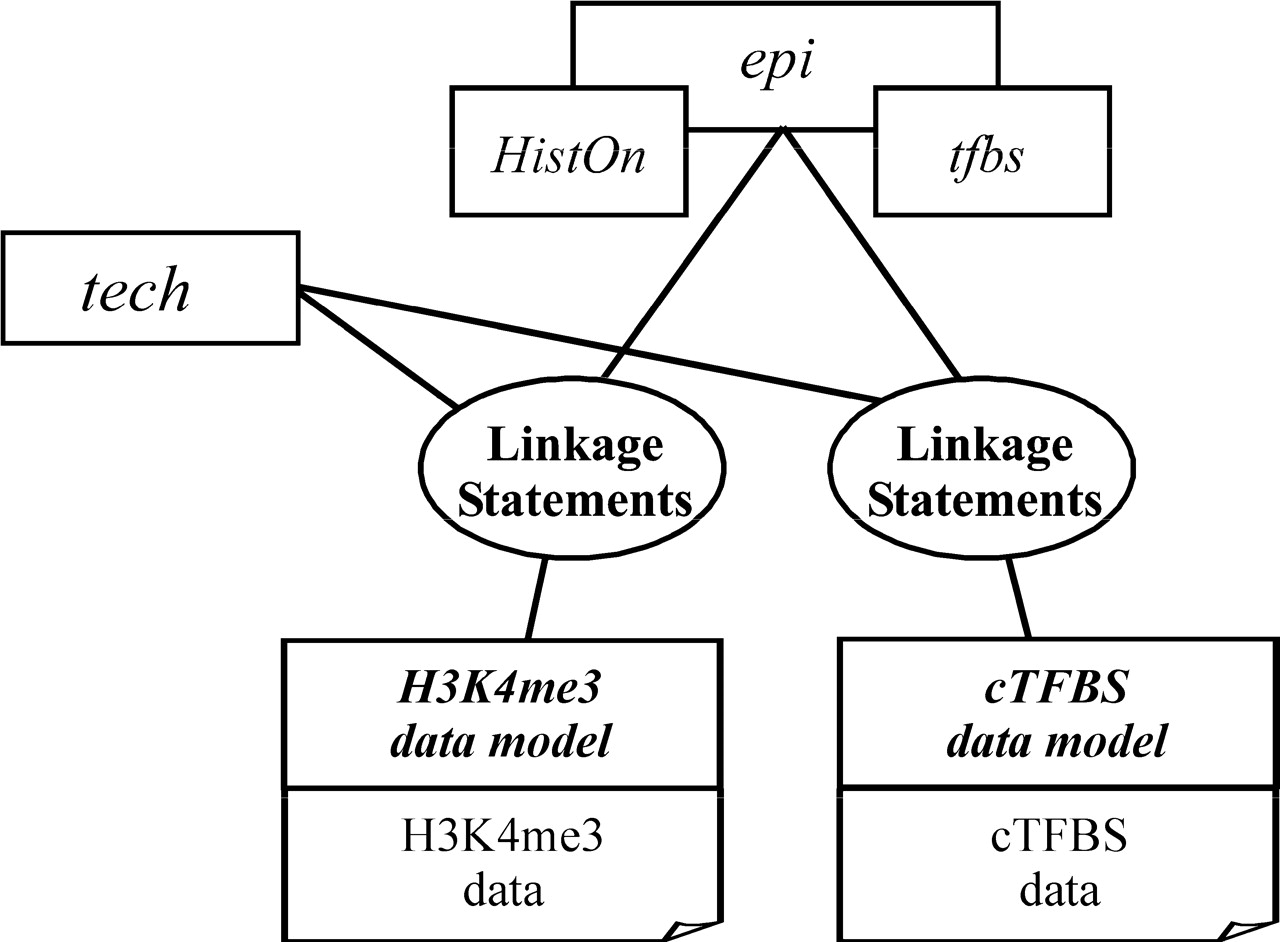 epi
HistOn
tfbs
tech
Linkage
Statements
Linkage
Statements
H3K4me3
data model
cTFBS
data model
H3K4me3
data
cTFBS
data